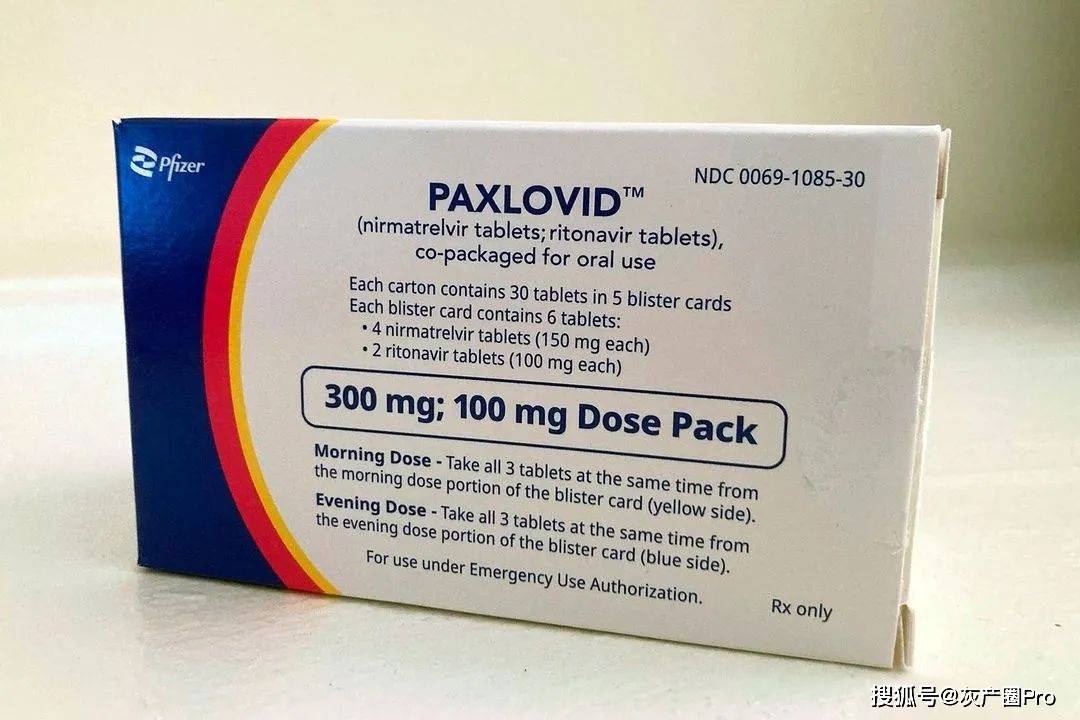 Pfizer
NDC 0069-1085-30
PAXLOVID™
(nirmatrelvir tablets; ritonavir tablets),
co-packaged for oral use
Each carton contains 30 tablets in 5 blister cards
Each blister card contains 6 tablets:
• 4 nirmatrelvir tablets (150 mg each)
• 2 ritonavir tablets (100 mg each)
300 mg; 100 mg Dose Pack
Morning Dose - Take all 3 tablets at the same time from
the morning dose portion of the blister card (yellow side).
Evening Dose - Take all 3 tablets at the same time from
the evening dose portion of the blister card (blue side).
For use under Emergency Use Authorization.
Rx only
搜狐号@灰产圈Pro